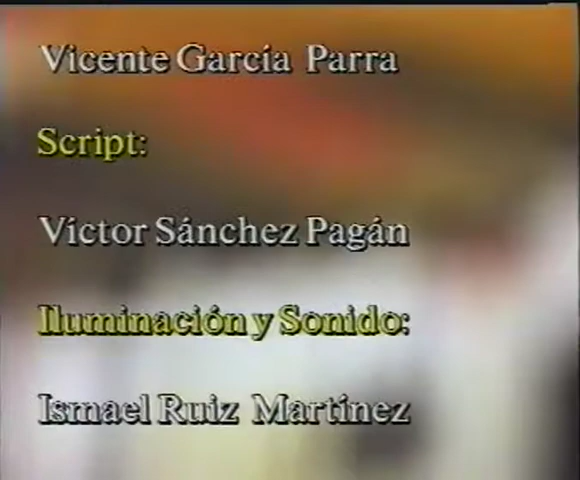 Vicente García Parra
Script:
Víctor Sánchez Pagán
Iluminación y Sonido:
Ismael Ruiz Martínez